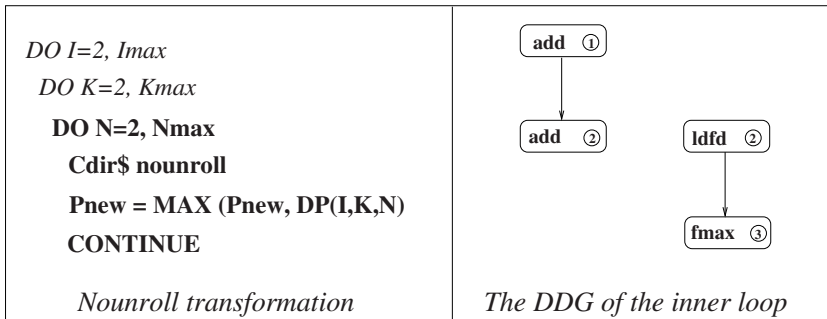 DO I=2, Imax
DO K=2, Kmax
DO N=2, Nmax
Cdir$ nounroll
Pnew = MAX (Pnew, DP(I,K,N)
CONTINUE
Nounroll transformation
add ①
add ②
ldfd ②
fmax ③
The DDG of the inner loop